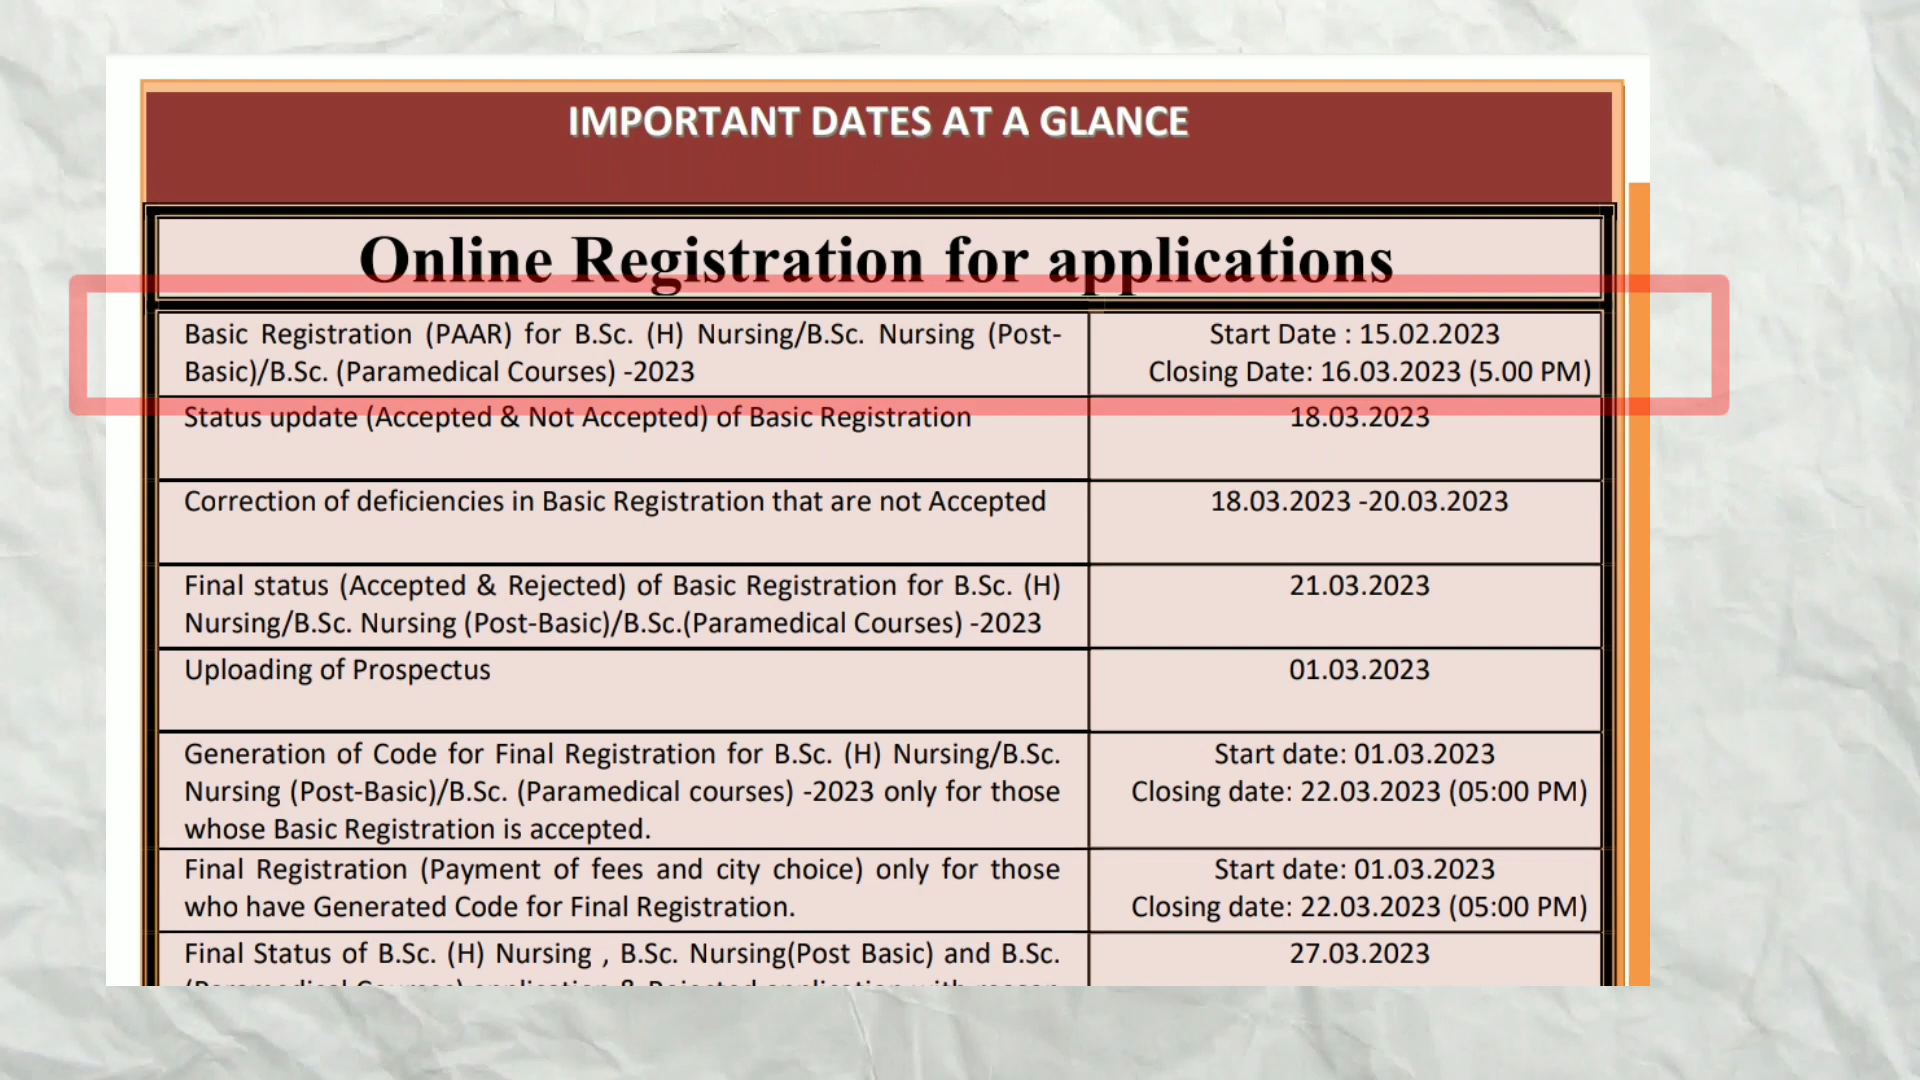 IMPORTANT DATES AT A GLANCE
Online Registration for applications
Basic Registration (PAAR) for B.Sc. (H) Nursing/B.Sc. Nursing (Post-
Basic)/B.Sc. (Paramedical Courses) -2023
Start Date : 15.02.2023
Closing Date: 16.03.2023 (5.00 PM)
Status update (Accepted & Not Accepted) of Basic Registration
18.03.2023
Correction of deficiencies in Basic Registration that are not Accepted
18.03.2023 -20.03.2023
Final status (Accepted & Rejected) of Basic Registration for B.Sc. (H)
Nursing/B.Sc. Nursing (Post-Basic)/B.Sc.(Paramedical Courses) -2023
21.03.2023
Uploading of Prospectus
01.03.2023
Generation of Code for Final Registration for B.Sc. (H) Nursing/B.Sc.
Nursing (Post-Basic)/B.Sc. (Paramedical courses) -2023 only for those
whose Basic Registration is accepted.
Start date: 01.03.2023
Closing date: 22.03.2023 (05:00 PM)
Final Registration (Payment of fees and city choice) only for those
who have Generated Code for Final Registration.
Start date: 01.03.2023
Closing date: 22.03.2023 (05:00 PM)
Final Status of B.Sc. (H) Nursing , B.Sc. Nursing(Post Basic) and B.Sc.
27.03.2023